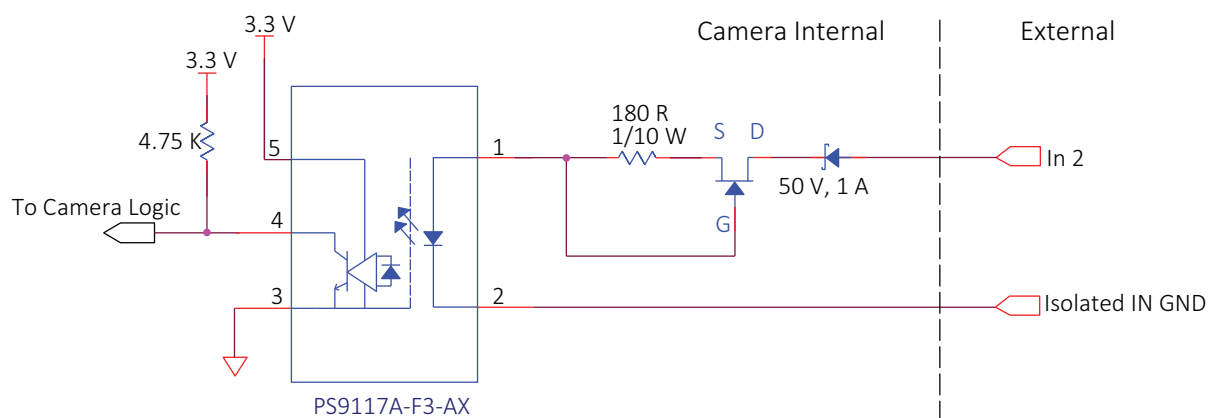 3.3 V
Camera Internal
External
3.3 V
180 R
1/10 W
S
D
4.75 K
5
1
In 2
50 V, 1 A
To Camera Logic
4
G
3
2
Isolated IN GND
PS9117A-F3-AX